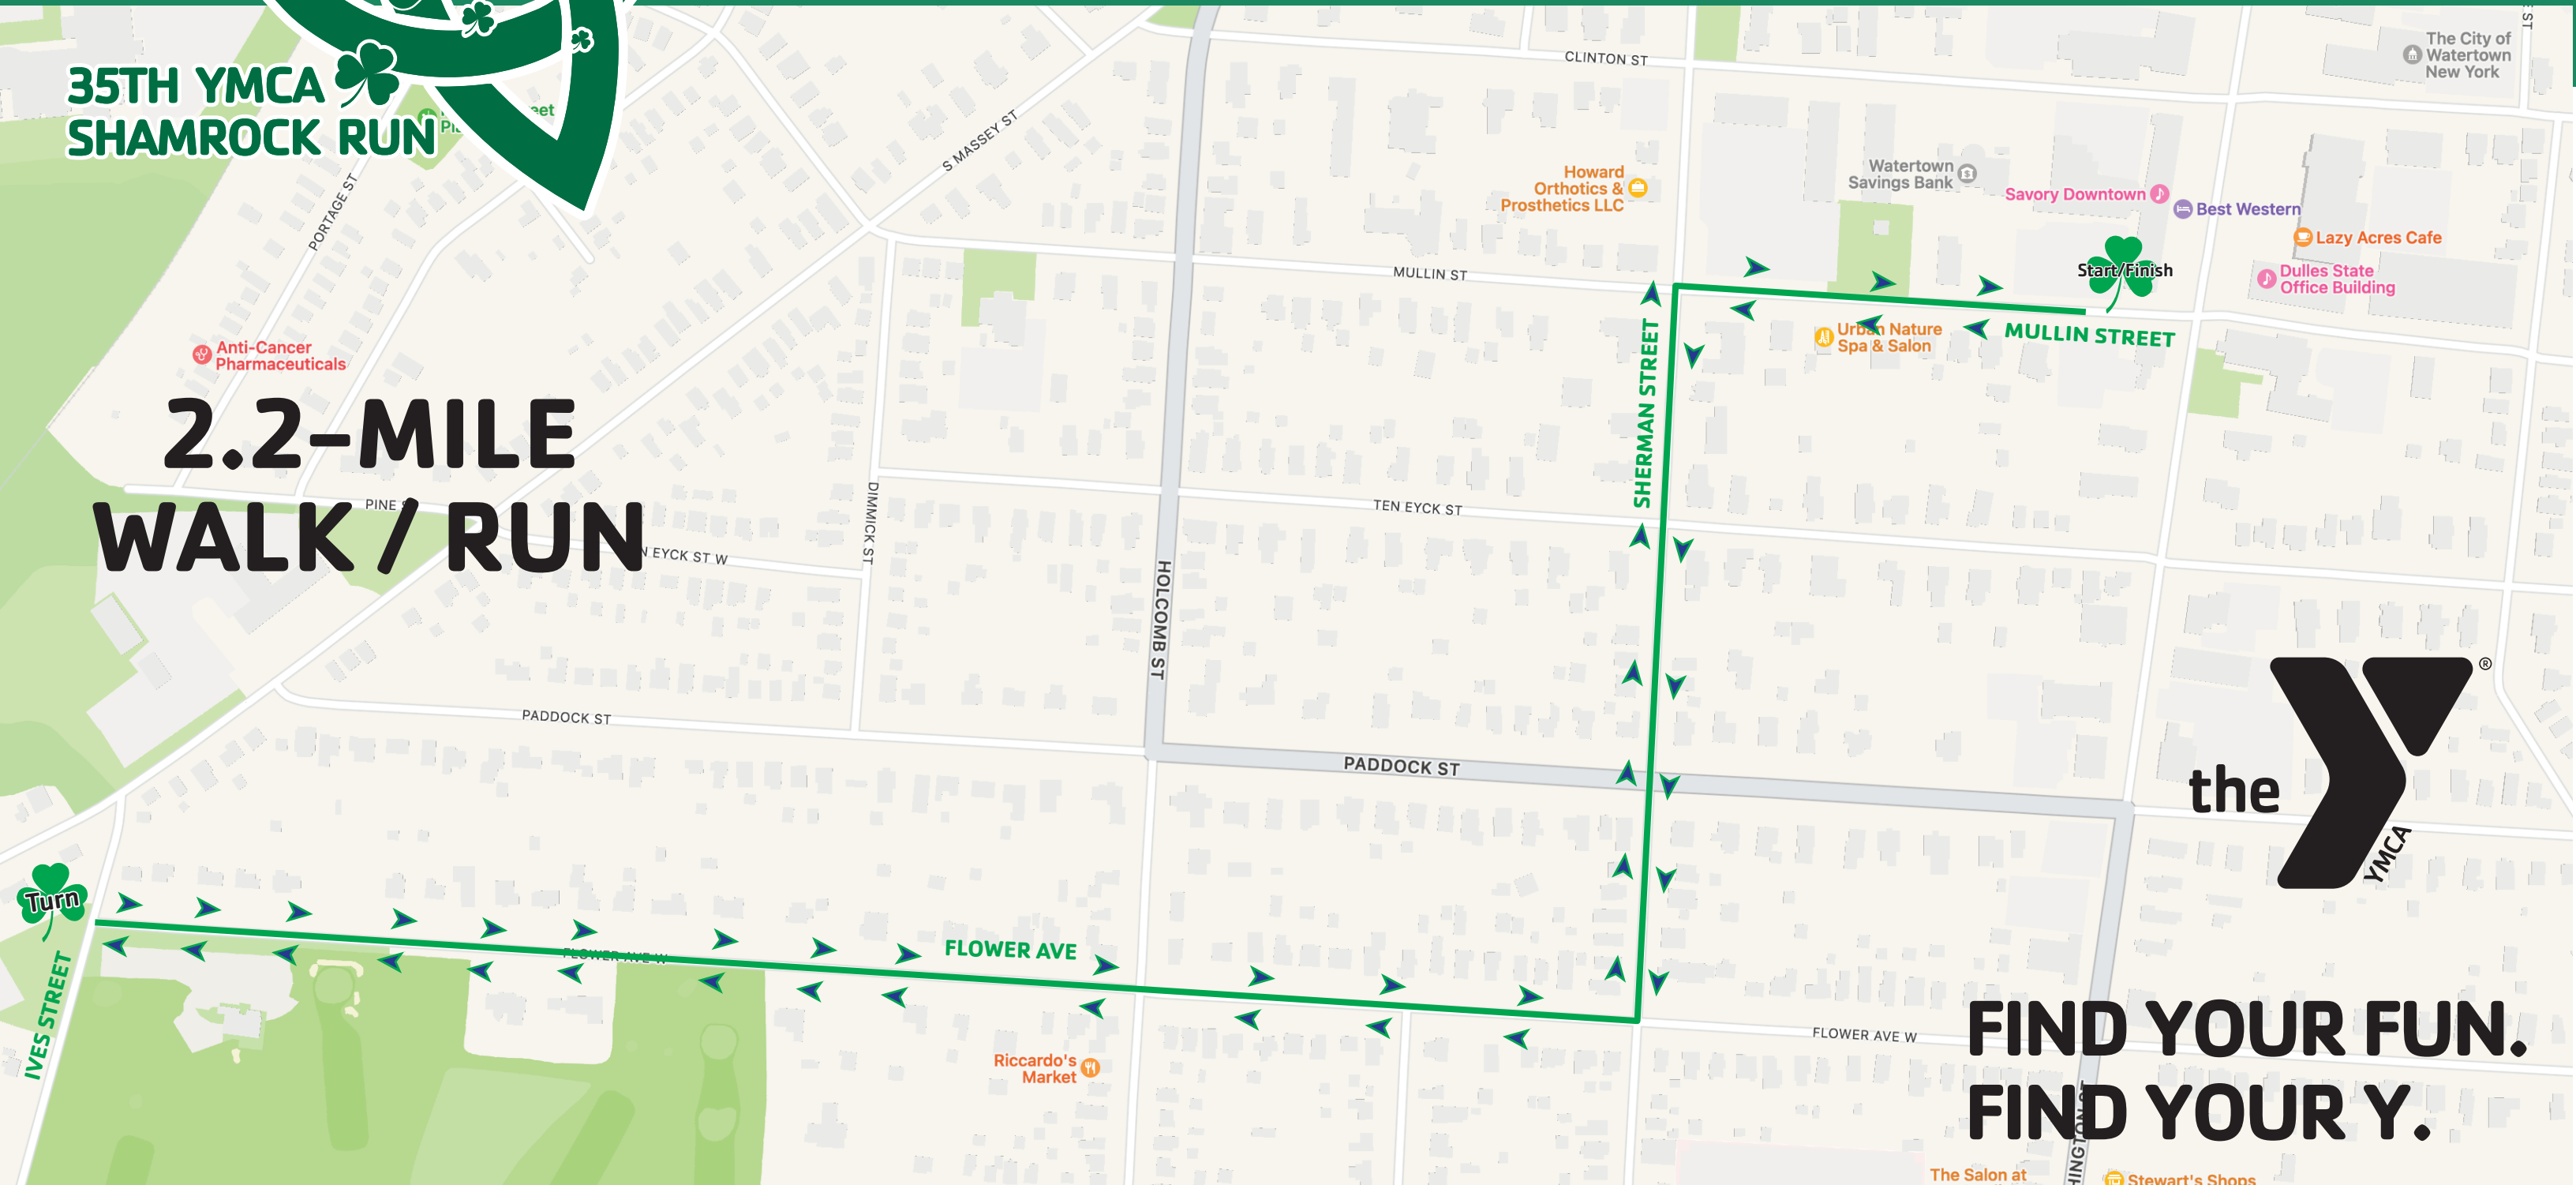 35TH YMCA
SHAMROCK RUN
2.2-MILE
WALK / RUN
CLINTON ST
The City of
Watertown
New York
S MASSEY ST
PORTAGE ST
Howard
Orthotics &
Prosthetics LLC
Watertown
Savings Bank
Savory Downtown
Best Western
Lazy Acres Cafe
Dulles State
Office Building
Start/Finish
MULLIN ST
MULLIN STREET
Urban Nature
Spa & Salon
Anti-Cancer
Pharmaceuticals
SHERMAN STREET
PINE
EYCK ST W
DIMMICK ST
TEN EYCK ST
HOLCOMB ST
PADDOCK ST
PADDOCK ST
the
YMCA
®
Turn
IVES STREET
FLOWER AVE W
FLOWER AVE
FLOWER AVE W
Riccardo's
Market
FIND YOUR FUN.
FIND YOUR Y.
The Salon at
Stewart's Shops